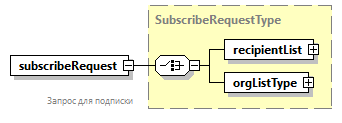 SubscribeRequestType
recipientList
subscribeRequest
orgListType
Запрос для подписки